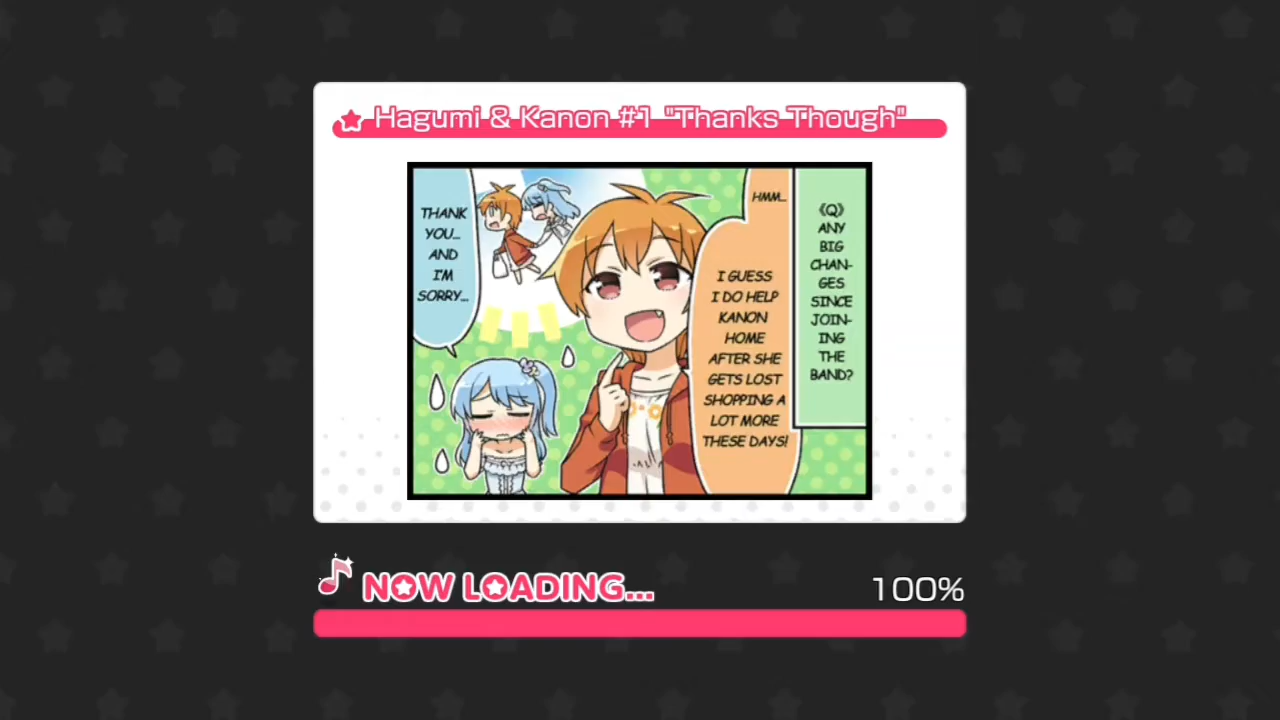 Hagumi & Kanon #1 "Thanks Though"
《Q》
ANY
BIG
CHAN-
GES
SINCE
JOIN-
ING
THE
BAND?
HMM...
I GUESS
I DO HELP
KANON
HOME
AFTER SHE
GETS LOST
SHOPPING A
LOT MORE
THESE DAYS!
THANK
YOU...
AND
I'M
SORRY...
NOW LOADING...
100%